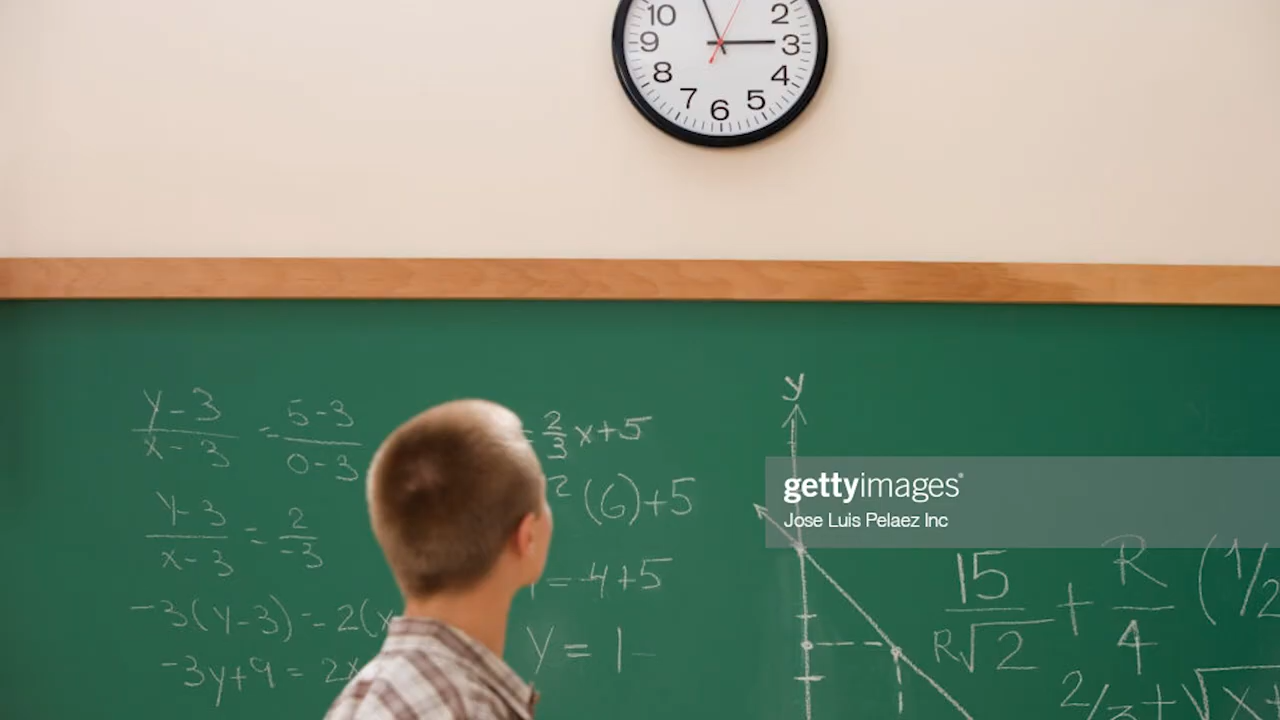 10 2
9 3
8 4
7 5
6
y-3 / x-3 = 5-3 / 0-3
= 2/3 x+5
y
(6)+5
gettyimages®
Jose Luis Pelaez Inc
y-3 / x-3 = 2 / -3
= -4+5
15 / R√2 + R / 4 (1/2
-3(y-3) = 2(x
y = 1
-3y+9 = 2x
2/3 + √x+